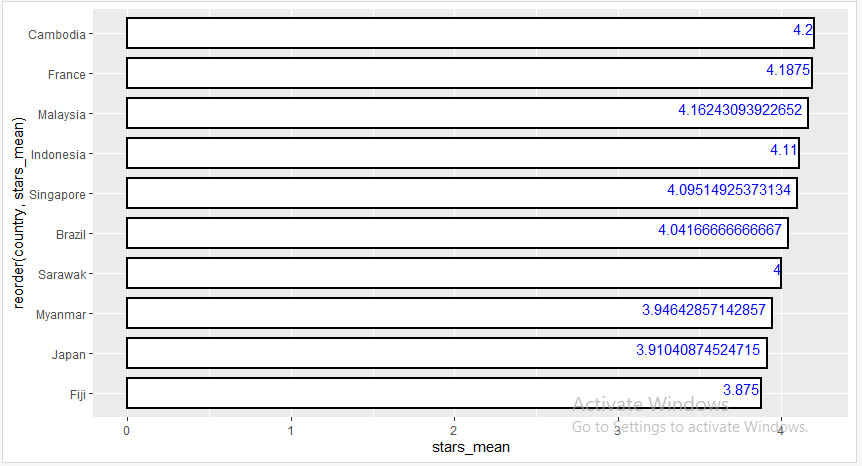 Cambodia 4.2
France 4.1875
Malaysia 4.16243093922652
Indonesia 4.11
Singapore 4.09514925373134
Brazil 4.04166666666667
Sarawak 4
Myanmar 3.94642857142857
Japan 3.91040874524715
Fiji 3.875
reorder(country, stars_mean)
0 1 2 3 4
stars_mean
Activate Windows
Go to Settings to activate Windows.